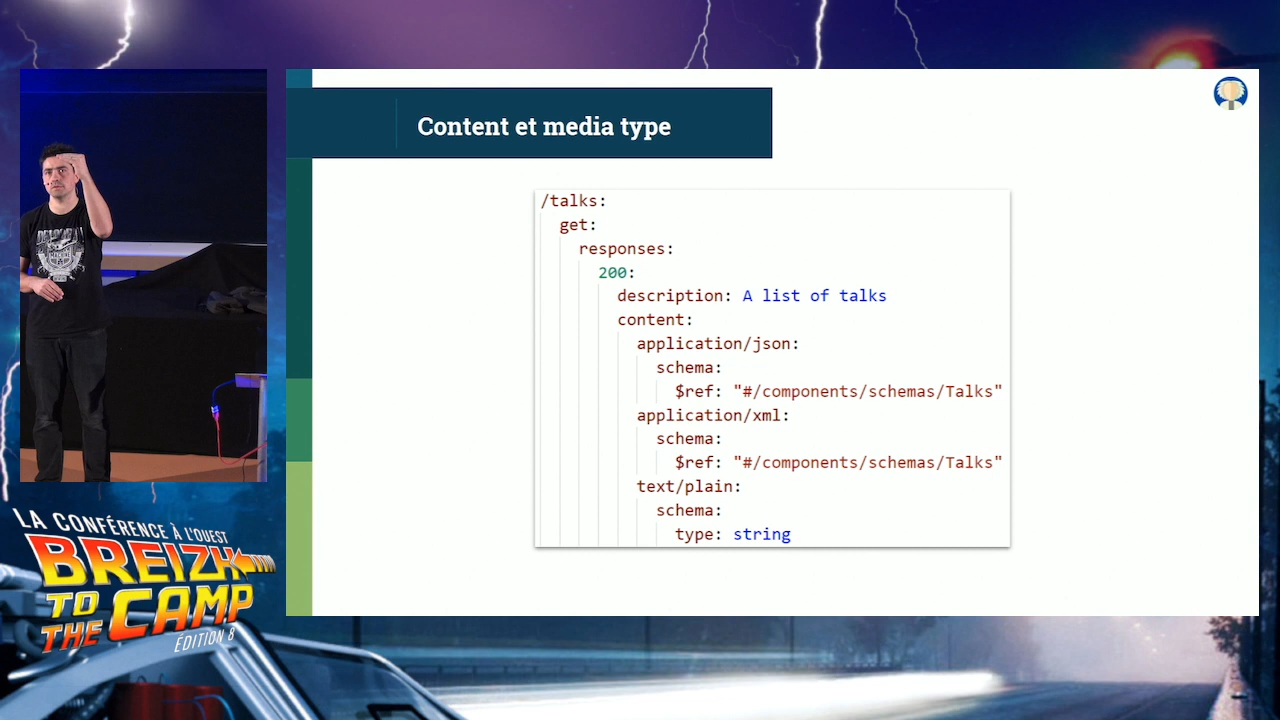 Content et media type
/talks:
get:
responses:
200:
description: A list of talks
content:
application/json:
schema:
$ref: "#/components/schemas/Talks"
application/xml:
schema:
$ref: "#/components/schemas/Talks"
text/plain:
schema:
type: string
MACHINE
LA CONFÉRENCE À L'OUEST
BREIZH
TO
THE CAMP
ÉDITION 8